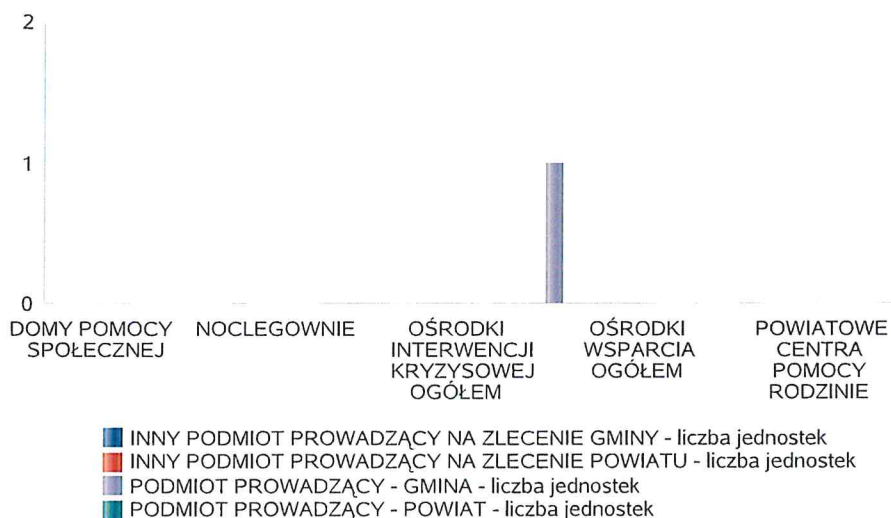 2
1
0
DOMY POMOCY SPOŁECZNEJ
NOCLEGOWNIE
OŚRODKI INTERWENCJI KRYZYSOWEJ OGÓŁEM
OŚRODKI WSPARCIA OGÓŁEM
POWIATOWE CENTRA POMOCY RODZINIE
INNY PODMIOT PROWADZĄCY NA ZLECENIE GMINY - liczba jednostek
INNY PODMIOT PROWADZĄCY NA ZLECENIE POWIATU - liczba jednostek
PODMIOT PROWADZĄCY - GMINA - liczba jednostek
PODMIOT PROWADZĄCY - POWIAT - liczba jednostek